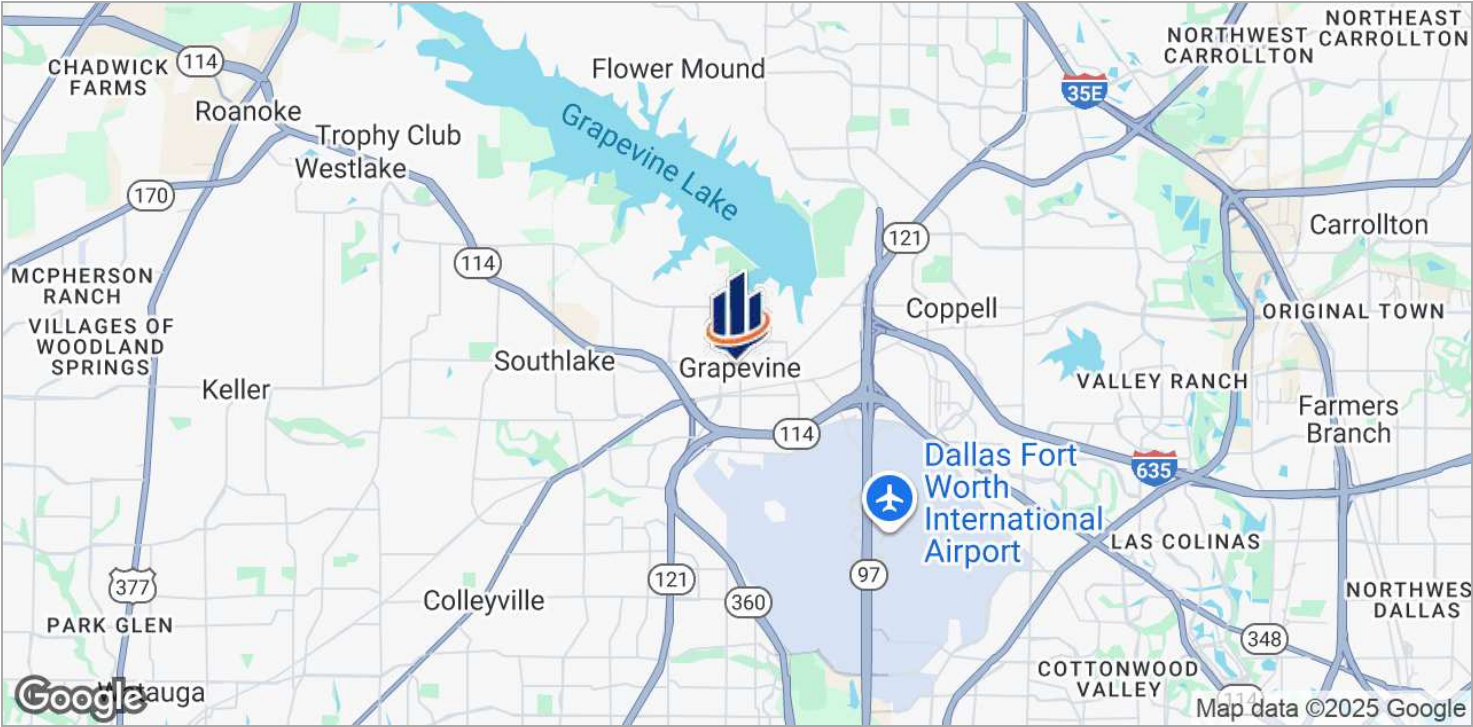 NORTHEAST
CARROLLTON
NORTHWEST
CARROLLTON
114
CHADWICK
FARMS
Flower Mound
35E
Roanoke
Trophy Club
Westlake
Grapevine Lake
170
121
Carrollton
114
MCPHERSON
RANCH
Coppell
ORIGINAL TOWN
VILLAGES OF
WOODLAND
SPRINGS
Southlake
Grapevine
VALLEY RANCH
Keller
Farmers
Branch
114
Dallas Fort
Worth
International
Airport
635
LAS COLINAS
377
121
97
360
Colleyville
NORTHWES
DALLAS
PARK GLEN
348
COTTONWOOD
VALLEY
Watauga
114
Google
Map data ©2025 Google